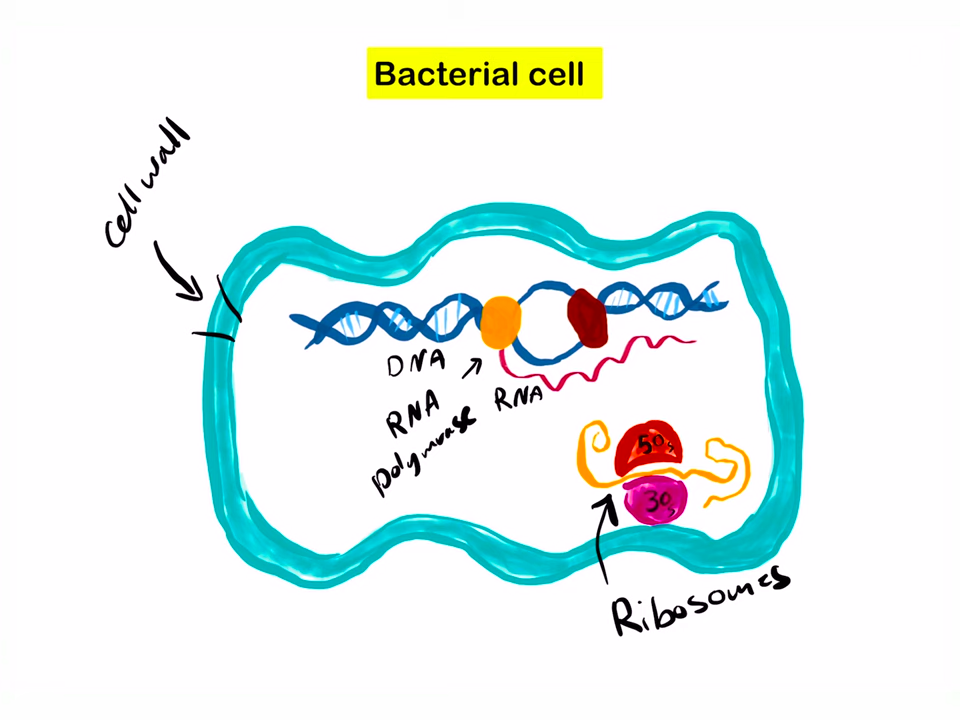 Bacterial cell
Cell wall
DNA
RNA
polymerase
RNA
50s
30s
Ribosomes